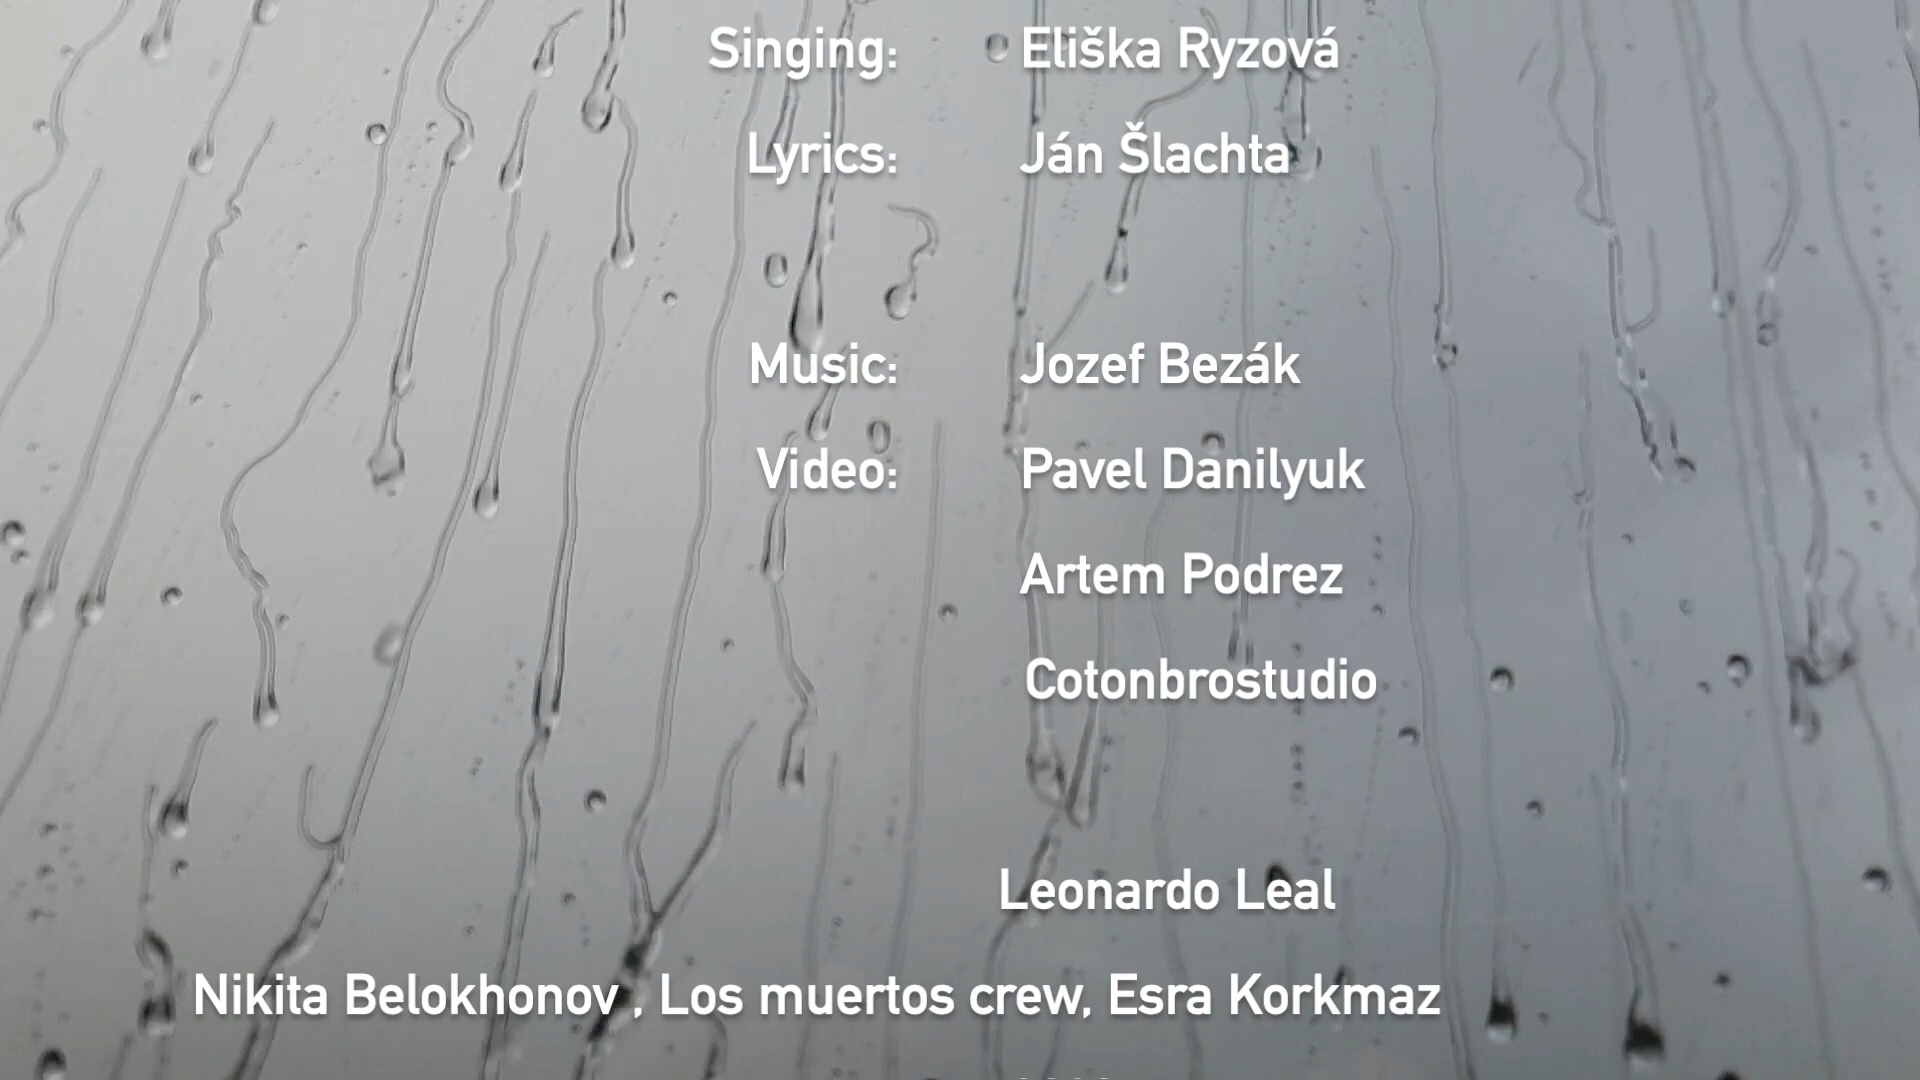 Singing: Eliška Ryzová
Lyrics: Ján Šlachta
Music: Jozef Bezák
Video: Pavel Danilyuk
Artem Podrez
Cotonbrostudio
Leonardo Leal
Nikita Belokhonov , Los muertos crew, Esra Korkmaz